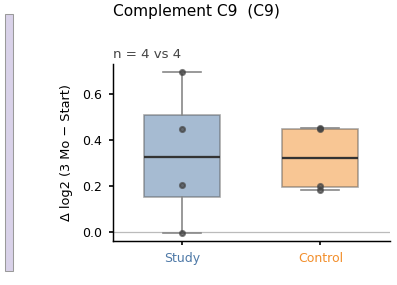 Complement C9  (C9)
n = 4 vs 4
Δ log2 (3 Mo − Start)
0.6
0.4
0.2
0.0
Study
Control